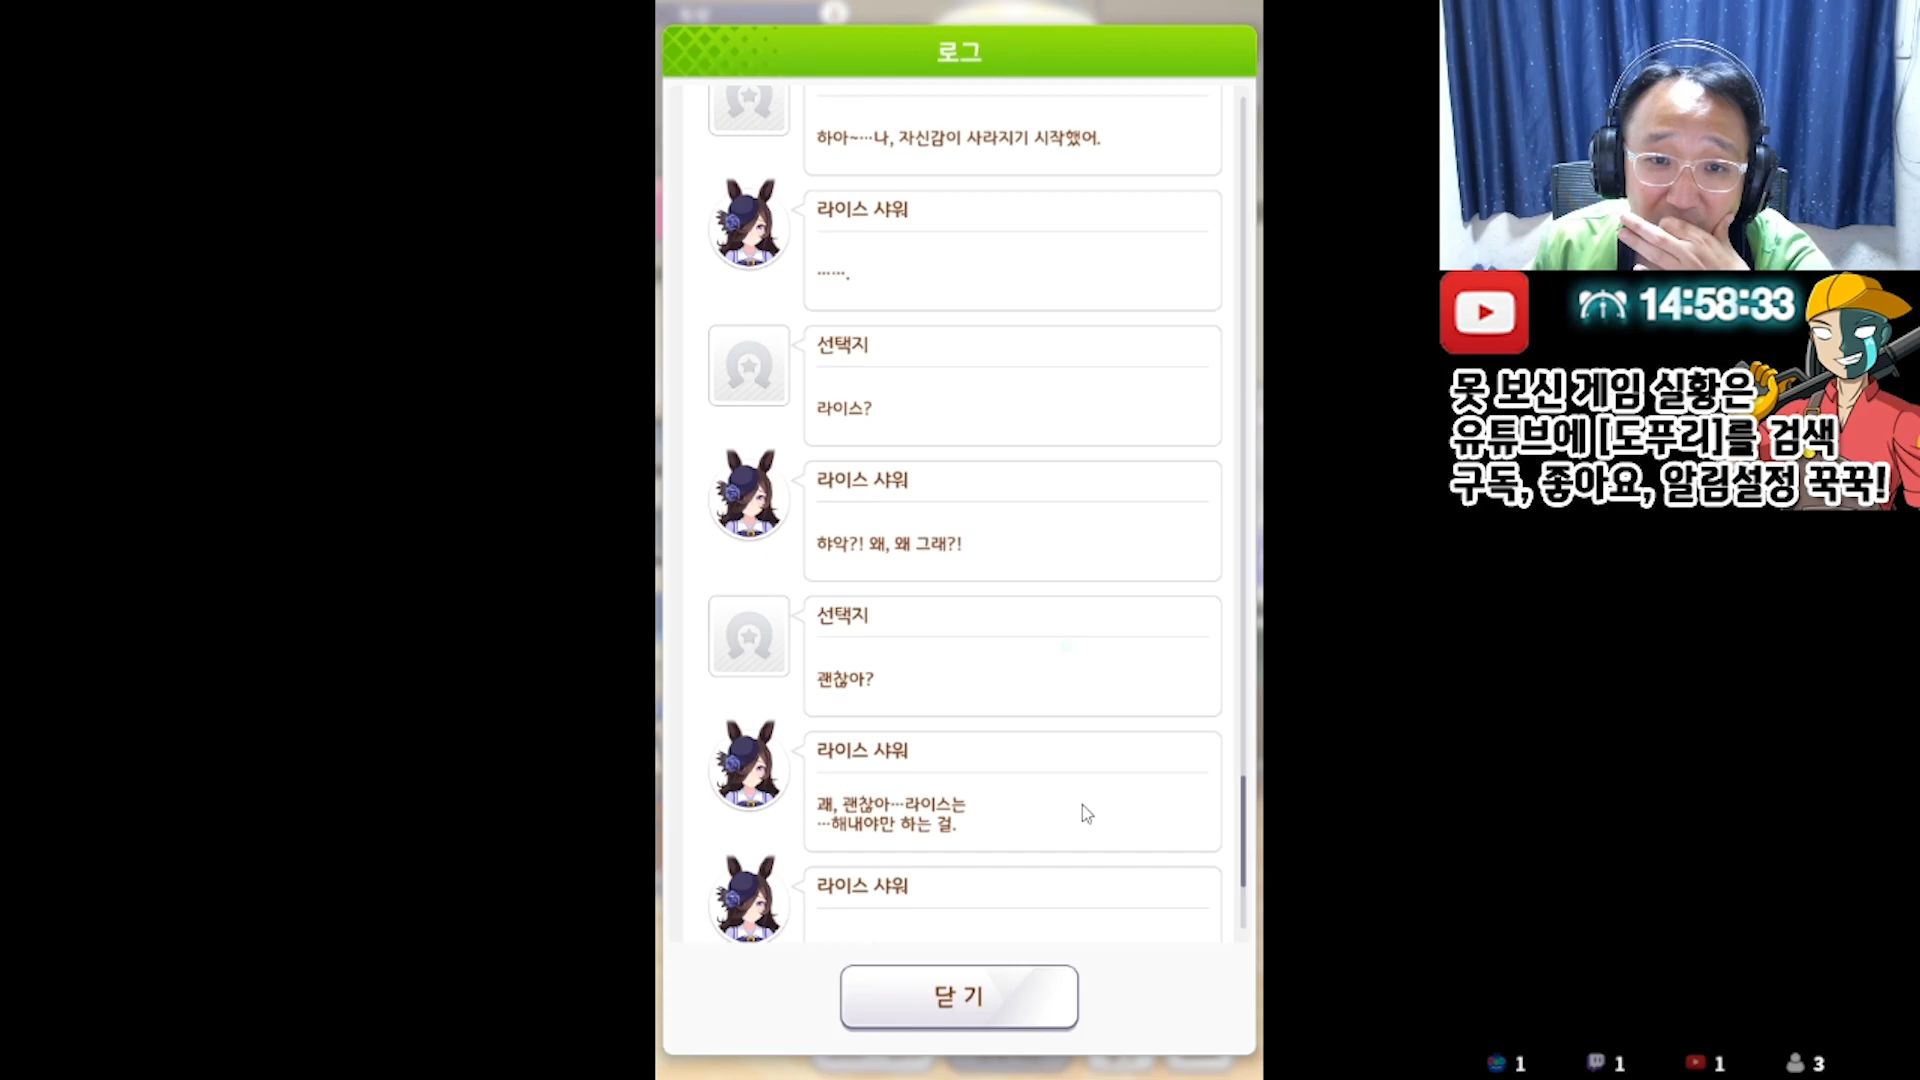 로그
하아~…나, 자신감이 사라지기 시작했어.
라이스 샤워
…….
선택지
라이스?
라이스 샤워
햐악?! 왜, 왜 그래?!
선택지
괜찮아?
라이스 샤워
괘, 괜찮아…라이스는
…해내야만 하는 걸.
라이스 샤워
닫 기
14:58:33
못 보신 게임 실황은
유튜브에 [도푸리]를 검색
구독, 좋아요, 알림설정 꾹꾹!
1
1
1
3